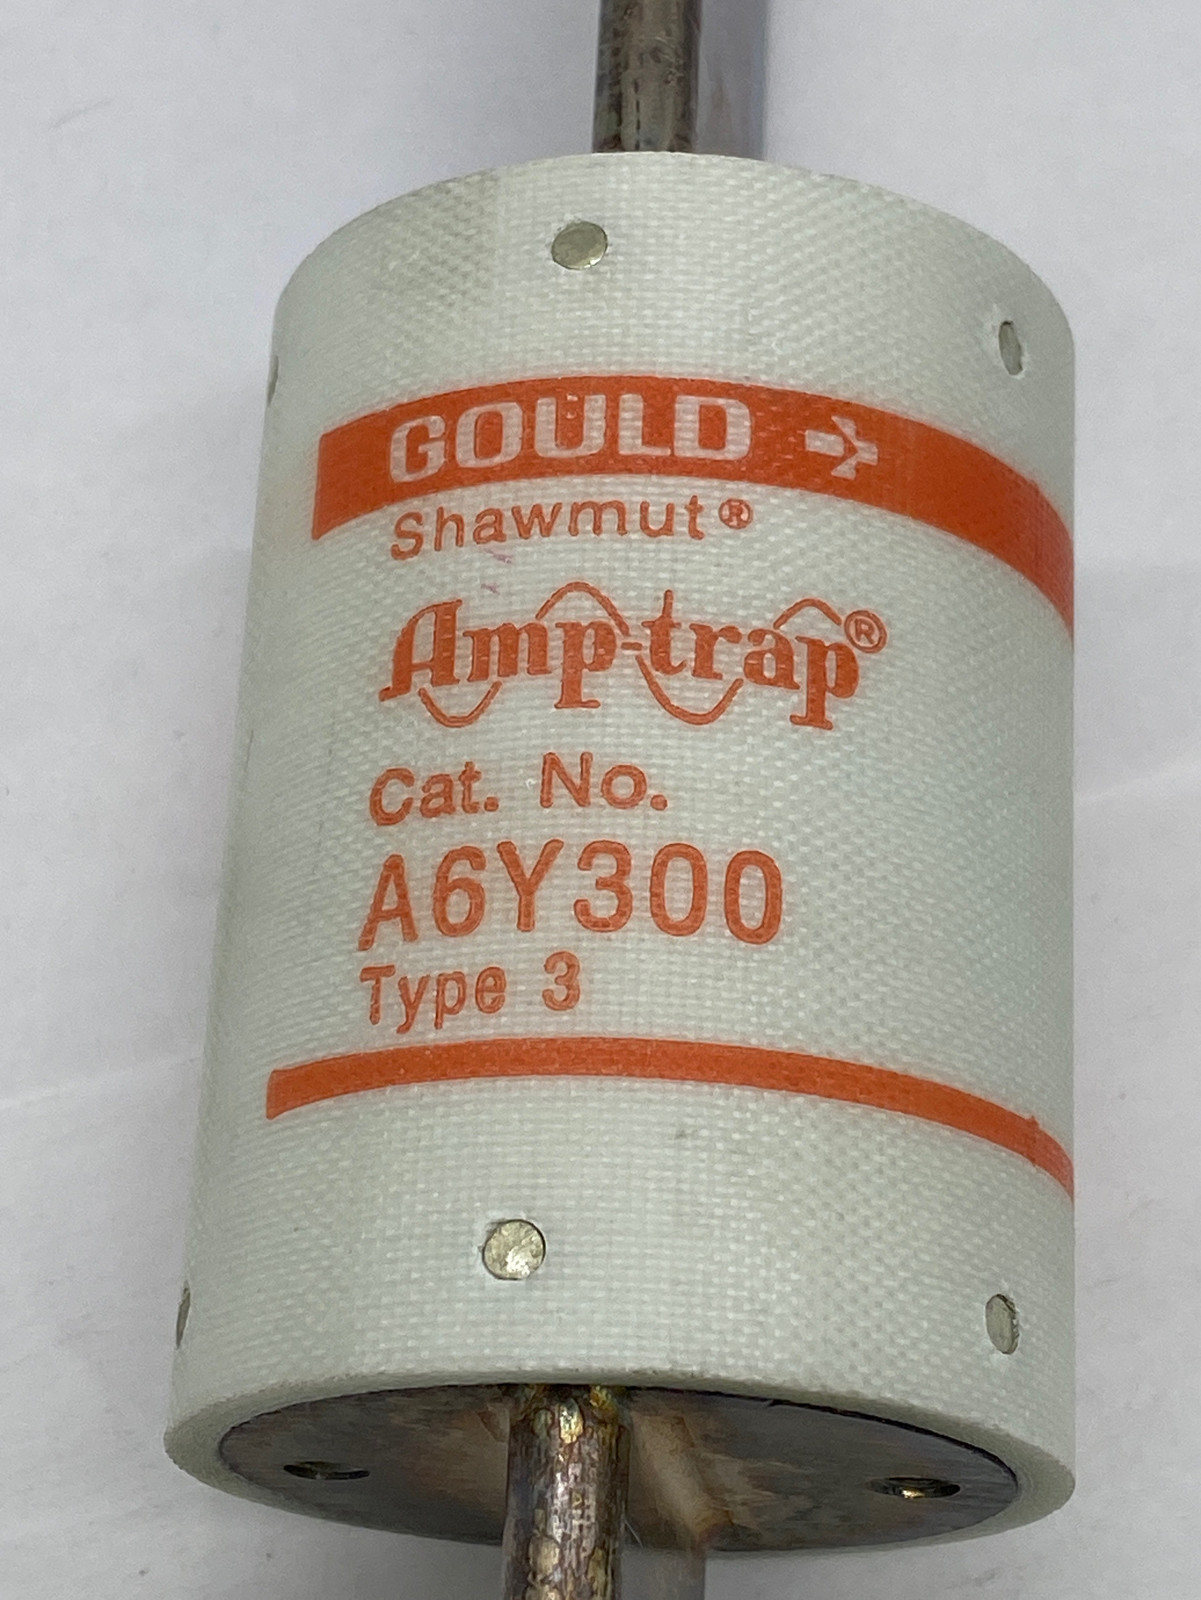 GOULD
Shawmut®
Amp-trap®
Cat. No.
A6Y300
Type 3